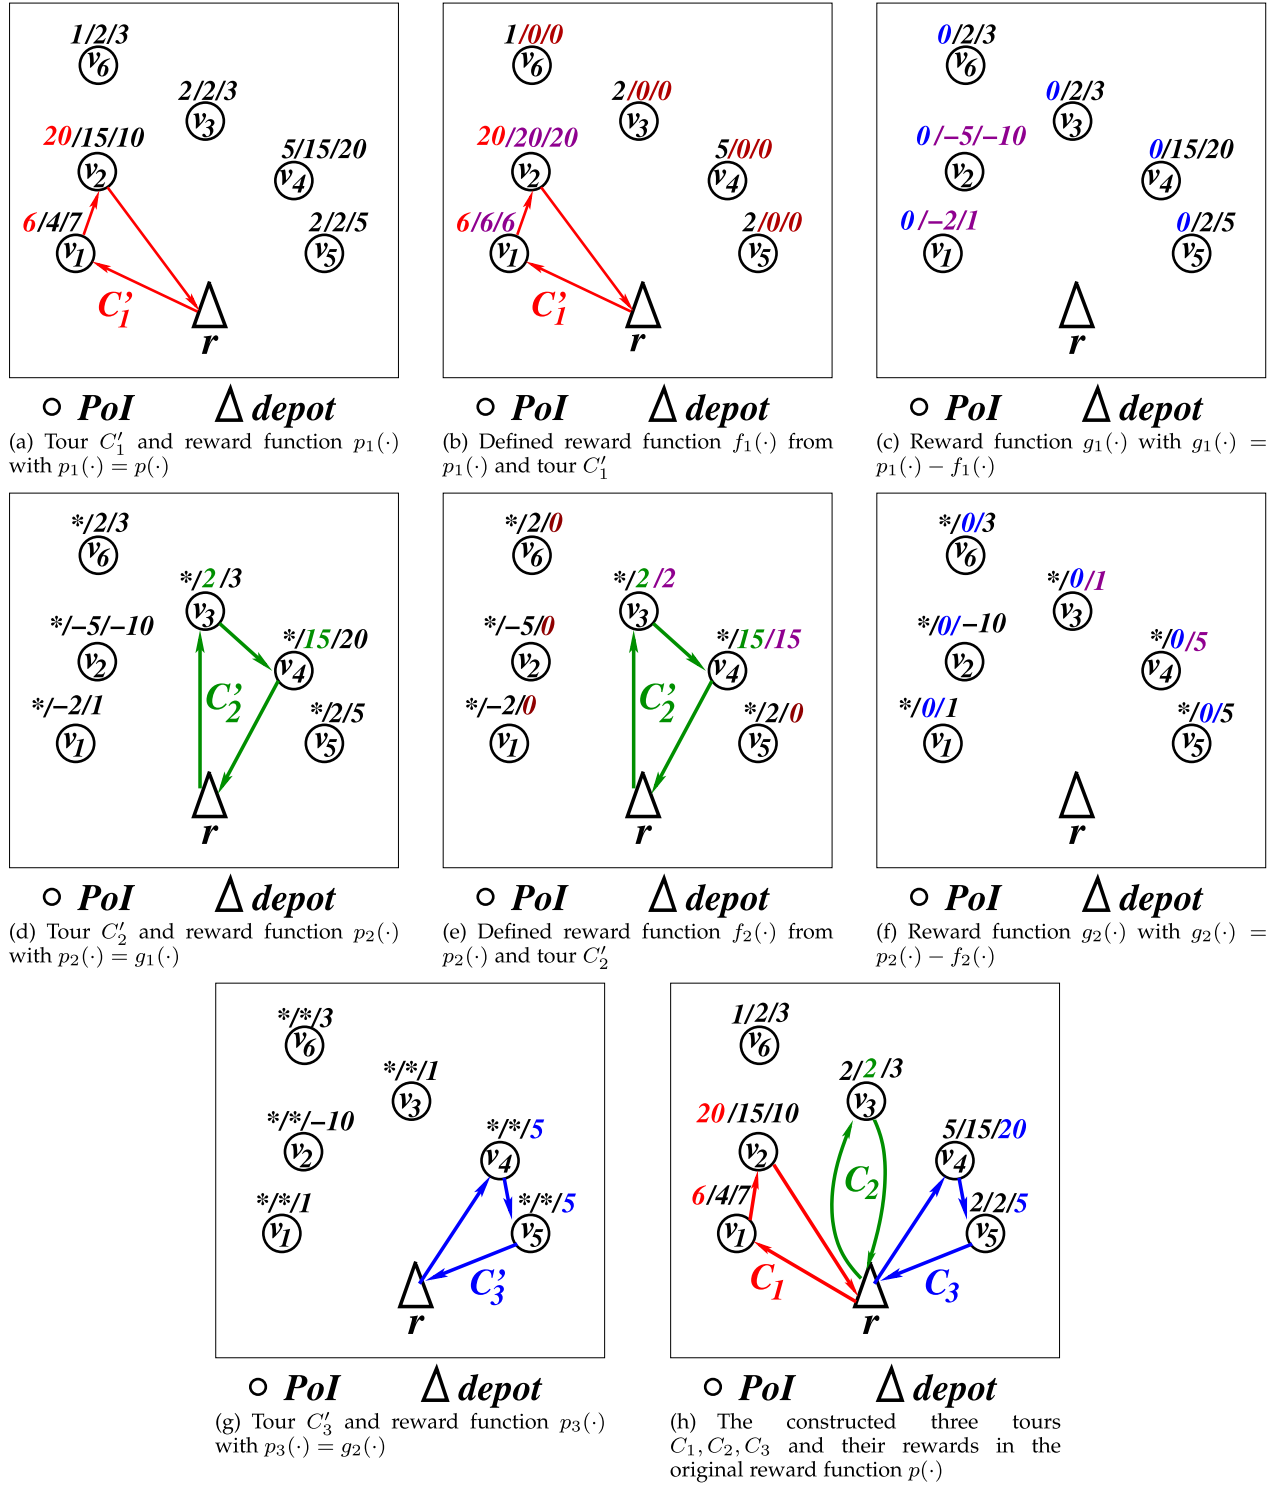 1/2/3
v6
2/2/3
v3
20/15/10
v2
5/15/20
v4
6/4/7
v1
2/2/5
v5
C'1
r
PoI depot
(a) Tour C′1 and reward function p1(·)
with p1(·) = p(·)
1/0/0
v6
2/0/0
v3
20/20/20
v2
5/0/0
v4
6/6/6
v1
2/0/0
v5
C'1
r
PoI depot
(b) Defined reward function f1(·) from
p1(·) and tour C′1
0/2/3
v6
0/2/3
v3
0/−5/−10
v2
0/15/20
v4
0/−2/1
v1
0/2/5
v5
r
PoI depot
(c) Reward function g1(·) with g1(·) =
p1(·) − f1(·)
*/2/3
v6
*/2/3
v3
*/−5/−10
v2
*/15/20
v4
*/−2/1
v1
*/2/5
v5
C'2
r
PoI depot
(d) Tour C′2 and reward function p2(·)
with p2(·) = g1(·)
*/2/0
v6
*/2/2
v3
*/−5/0
v2
*/15/15
v4
*/−2/0
v1
*/2/0
v5
C'2
r
PoI depot
(e) Defined reward function f2(·) from
p2(·) and tour C′2
*/0/3
v6
*/0/1
v3
*/0/−10
v2
*/0/5
v4
*/0/1
v1
*/0/5
v5
r
PoI depot
(f) Reward function g2(·) with g2(·) =
p2(·) − f2(·)
*/*/3
v6
*/*/1
v3
*/*/−10
v2
*/*/5
v4
*/*/1
v1
*/*/5
v5
C'3
r
PoI depot
(g) Tour C′3 and reward function p3(·)
with p3(·) = g2(·)
1/2/3
v6
2/2/3
v3
20/15/10
v2
5/15/20
v4
6/4/7
v1
2/2/5
v5
C2
C1
C3
r
PoI depot
(h) The constructed three tours
C1, C2, C3 and their rewards in the
original reward function p(·)